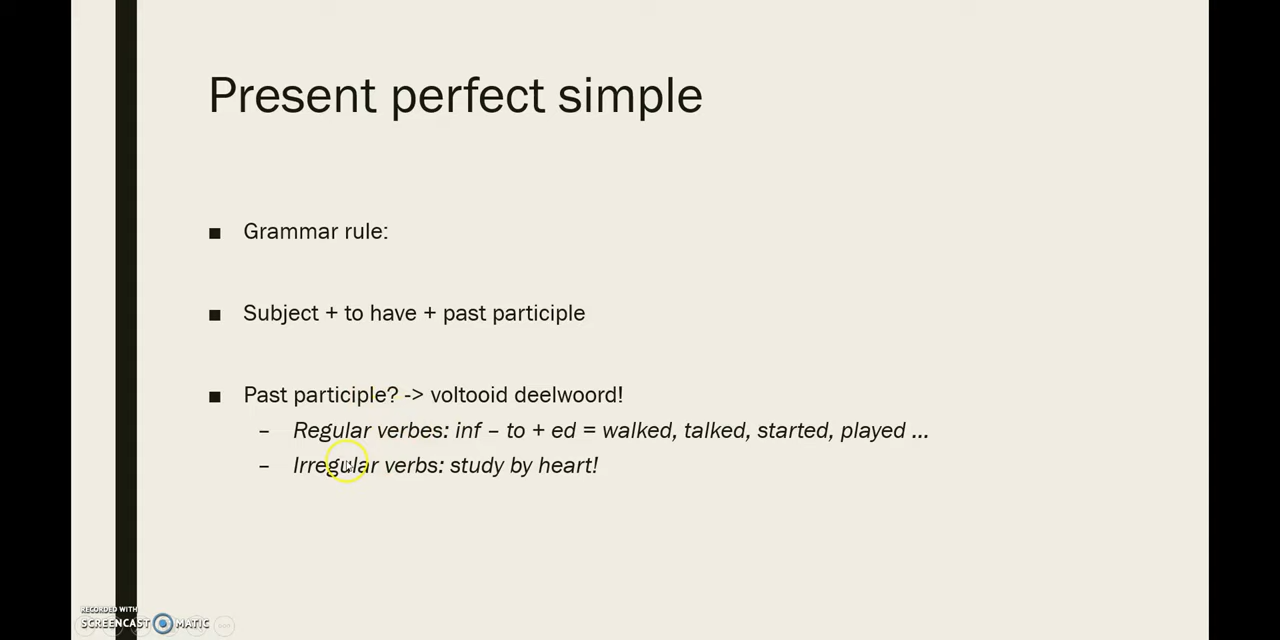 Present perfect simple
■ Grammar rule:
■ Subject + to have + past participle
■ Past participle? -> voltooid deelwoord!
– Regular verbes: inf – to + ed = walked, talked, started, played ...
– Irregular verbs: study by heart!
RECORDED WITH
SCREENCAST MATIC